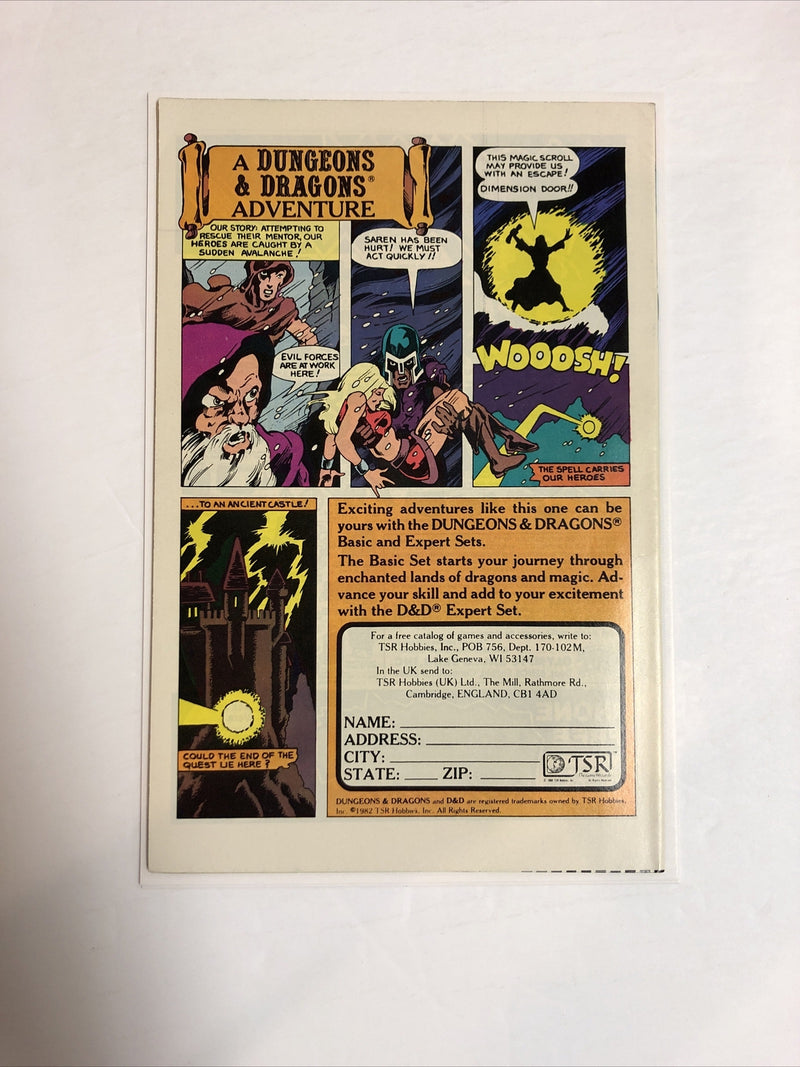 A DUNGEONS
& DRAGONS®
ADVENTURE
OUR STORY: ATTEMPTING TO
RESCUE THEIR MENTOR, OUR
HEROES ARE CAUGHT BY A
SUDDEN AVALANCHE!
EVIL FORCES
ARE AT WORK
HERE!
SAREN HAS BEEN
HURT! WE MUST
ACT QUICKLY!!
THIS MAGIC SCROLL
MAY PROVIDE US
WITH AN ESCAPE!
DIMENSION DOOR!!
WOOOSH!
THE SPELL CARRIES
OUR HEROES
...TO AN ANCIENT CASTLE!
COULD THE END OF THE
QUEST LIE HERE?
Exciting adventures like this one can be
yours with the DUNGEONS & DRAGONS®
Basic and Expert Sets.
The Basic Set starts your journey through
enchanted lands of dragons and magic. Ad-
vance your skill and add to your excitement
with the D&D® Expert Set.
For a free catalog of games and accessories, write to:
TSR Hobbies, Inc., POB 756, Dept. 170-102M,
Lake Geneva, WI 53147
In the UK send to:
TSR Hobbies (UK) Ltd., The Mill, Rathmore Rd.,
Cambridge, ENGLAND, CB1 4AD
NAME:
ADDRESS:
CITY:
STATE: ZIP:
TSR™
DUNGEONS & DRAGONS and D&D are registered trademarks owned by TSR Hobbies,
Inc. ©1982 TSR Hobbies, Inc. All Rights Reserved.